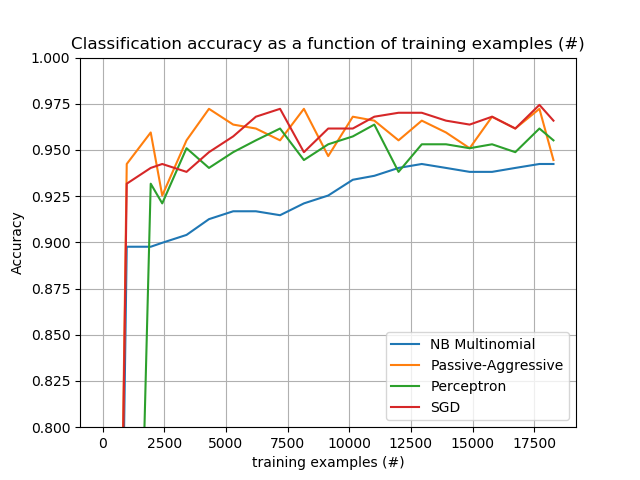 Classification accuracy as a function of training examples (#)
1.000
0.975
0.950
0.925
0.900
0.875
0.850
0.825
0.800
Accuracy
NB Multinomial
Passive-Aggressive
Perceptron
SGD
0 2500 5000 7500 10000 12500 15000 17500
training examples (#)